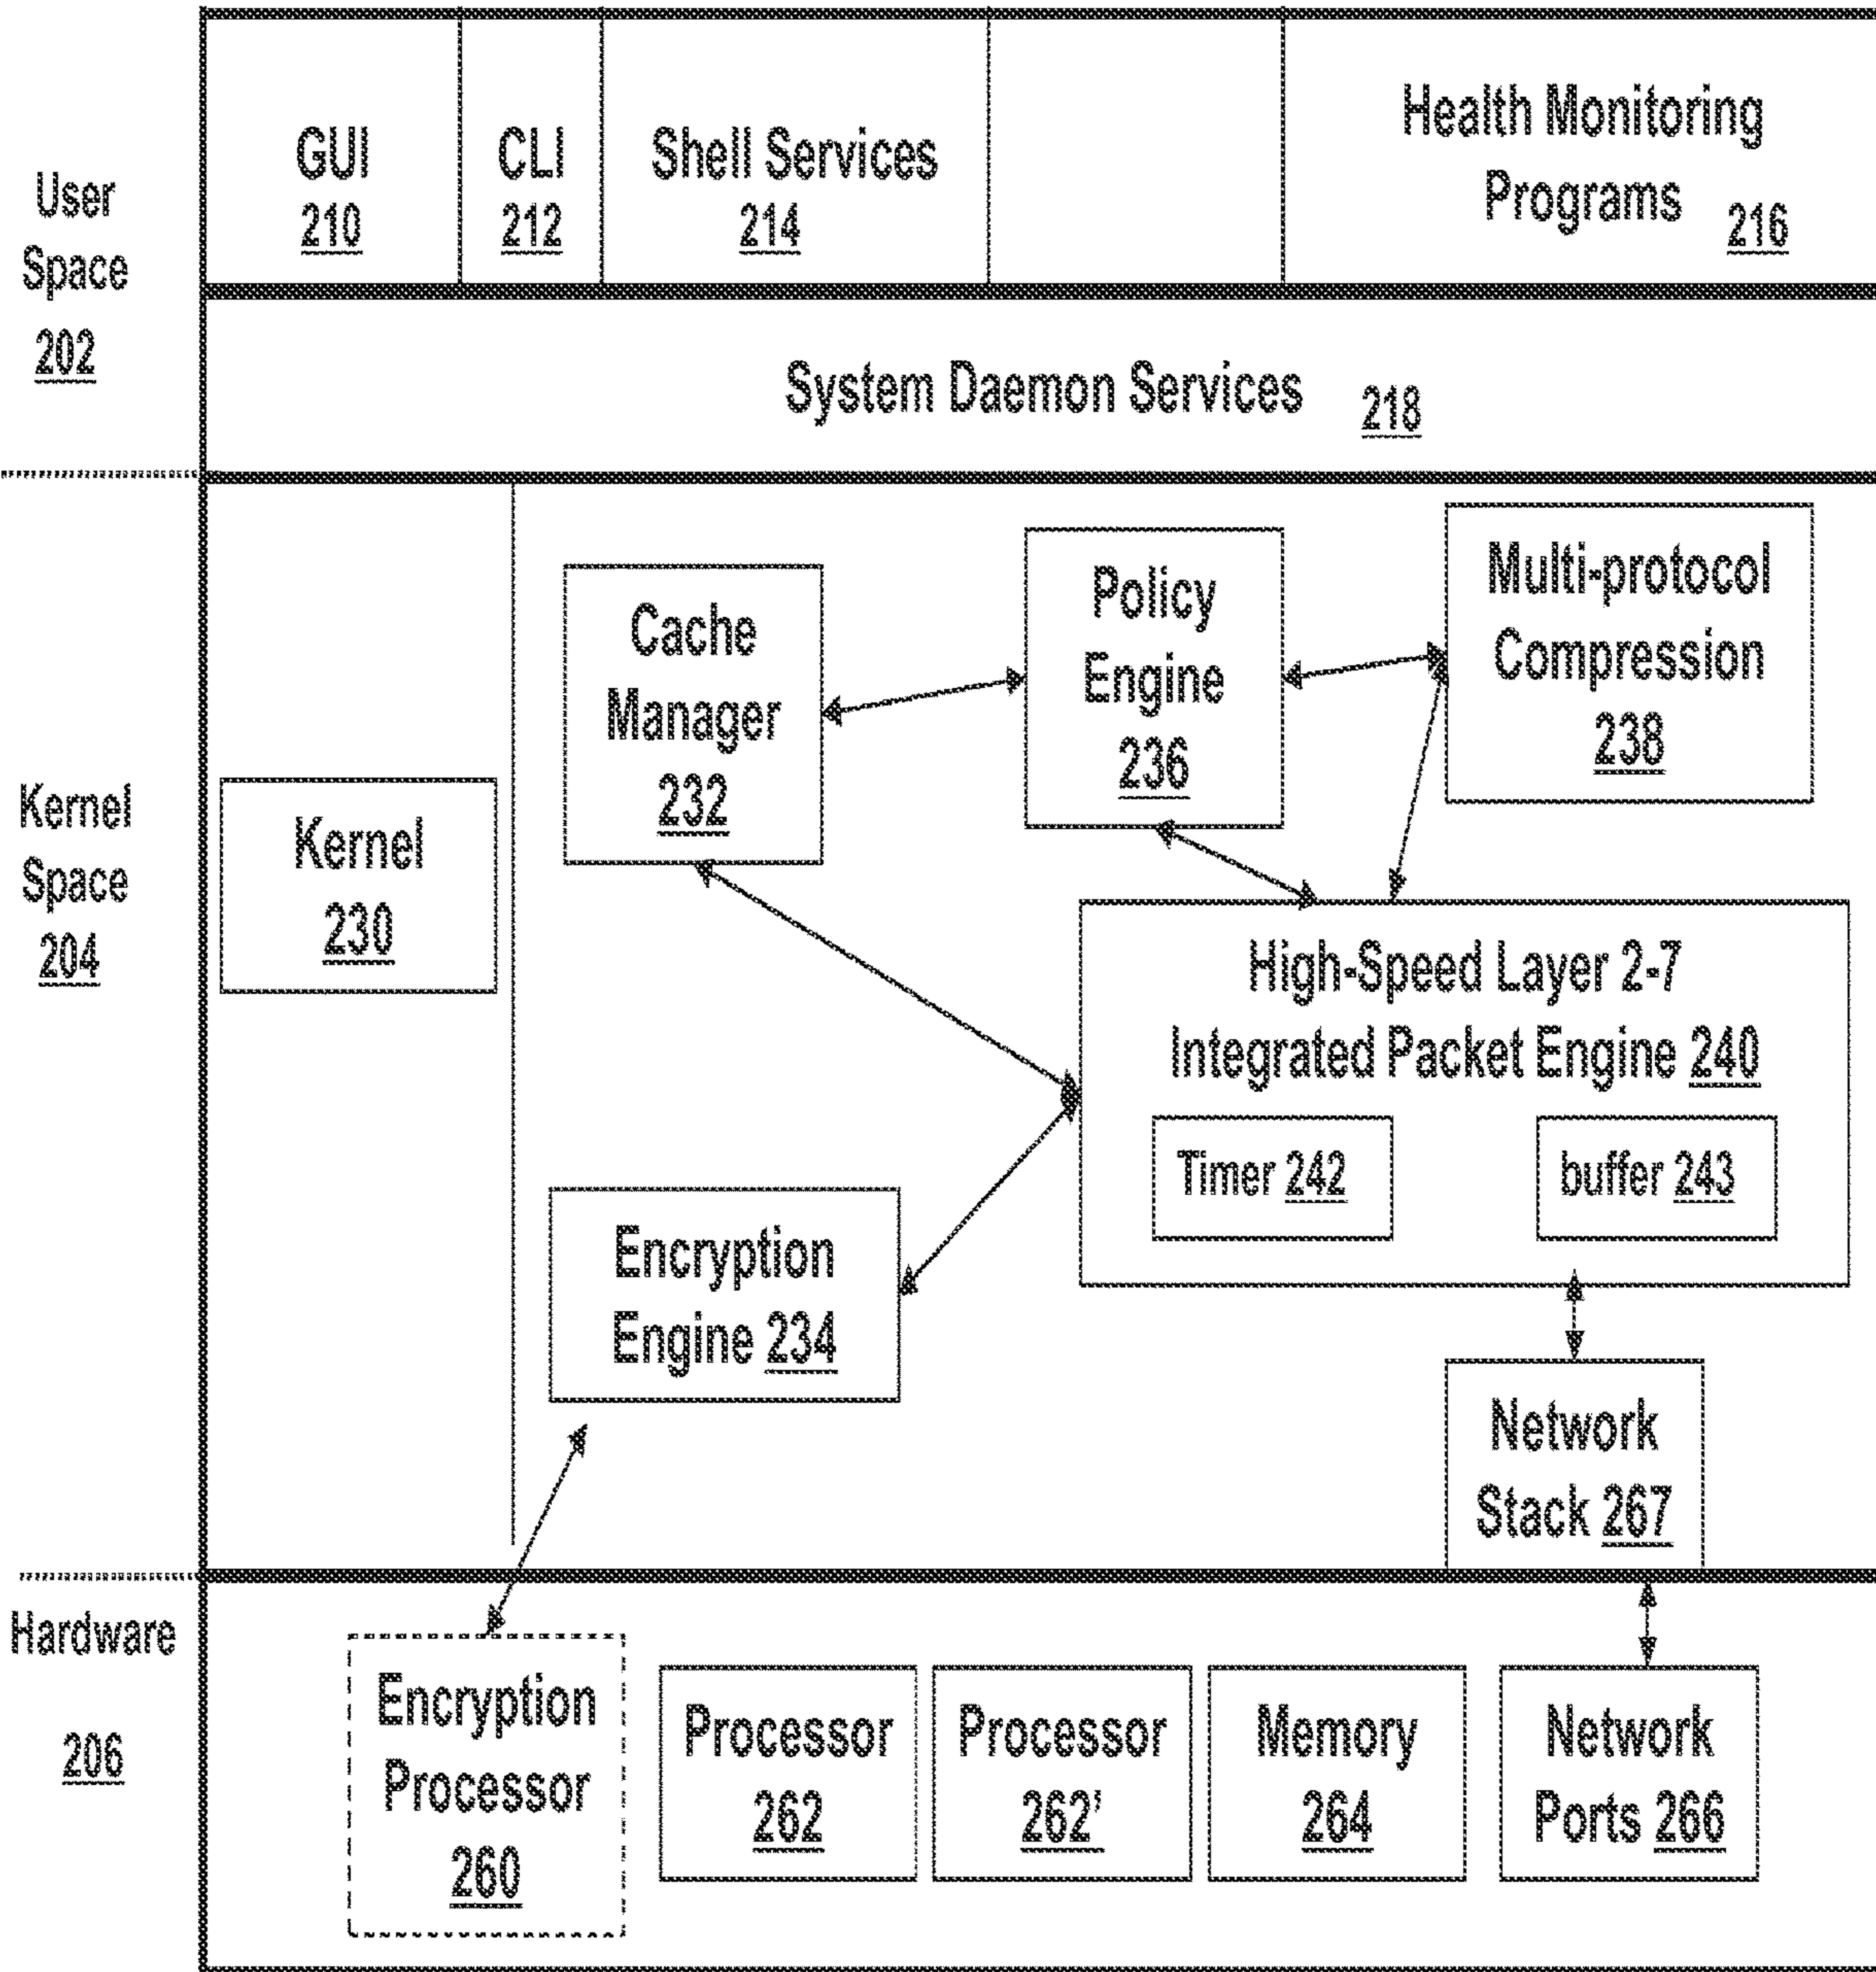 User
Space
202
GUI
210
CLI
212
Shell Services
214
Health Monitoring
Programs 216
System Daemon Services 218
Kernel
Space
204
Kernel
230
Cache
Manager
232
Policy
Engine
236
Multi-protocol
Compression
238
High-Speed Layer 2-7
Integrated Packet Engine 240
Timer 242
buffer 243
Encryption
Engine 234
Network
Stack 267
Hardware
206
Encryption
Processor
260
Processor
262
Processor
262'
Memory
264
Network
Ports 266